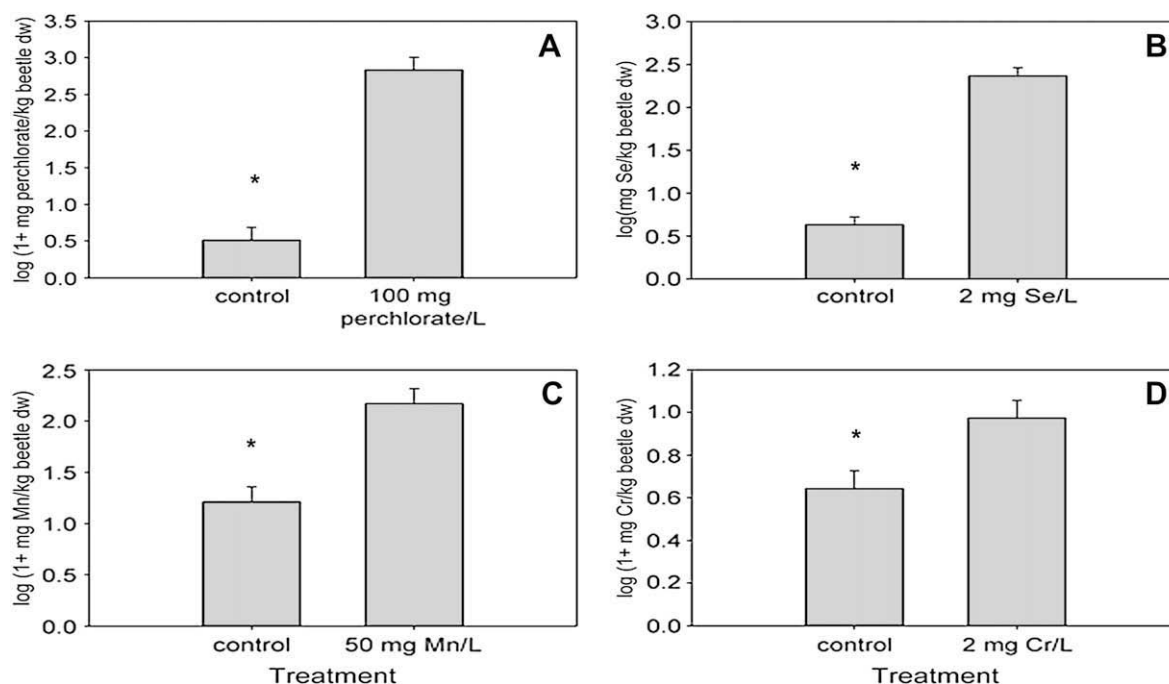 log (1+ mg perchlorate/kg beetle dw)
3.5
3.0
2.5
2.0
1.5
1.0
0.5
0.0
A
*
control
100 mg
perchlorate/L
log(mg Se/kg beetle dw)
3.0
2.5
2.0
1.5
1.0
0.5
0.0
B
*
control
2 mg Se/L
log (1+ mg Mn/kg beetle dw)
2.5
2.0
1.5
1.0
0.5
0.0
C
*
control
50 mg Mn/L
Treatment
log (1+ mg Cr/kg beetle dw)
1.2
1.0
0.8
0.6
0.4
0.2
0.0
D
*
control
2 mg Cr/L
Treatment